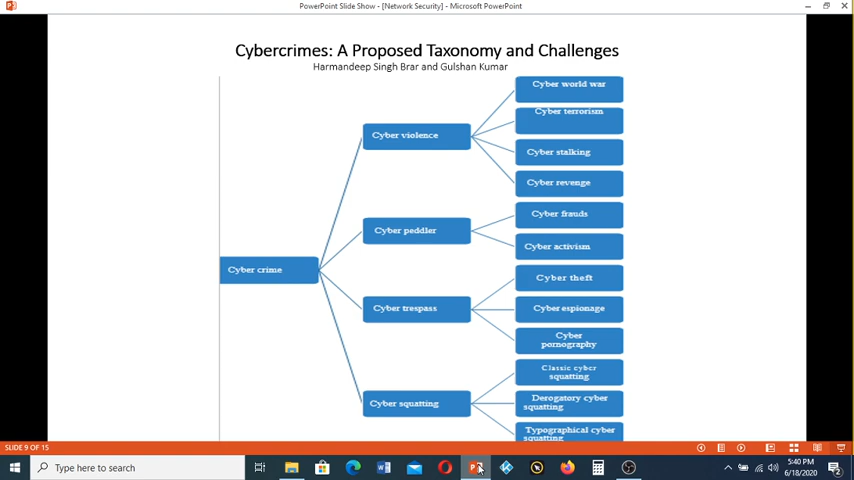 PowerPoint Slide Show - [Network Security] - Microsoft PowerPoint
Cybercrimes: A Proposed Taxonomy and Challenges
Harmandeep Singh Brar and Gulshan Kumar
Cyber crime
Cyber violence
Cyber world war
Cyber terrorism
Cyber stalking
Cyber revenge
Cyber peddler
Cyber frauds
Cyber activism
Cyber trespass
Cyber theft
Cyber espionage
Cyber
pornography
Cyber squatting
Classic cyber
squatting
Derogatory cyber
squatting
Typographical cyber
squatting
SLIDE 9 OF 15
Type here to search
5:40 PM
6/18/2020
2